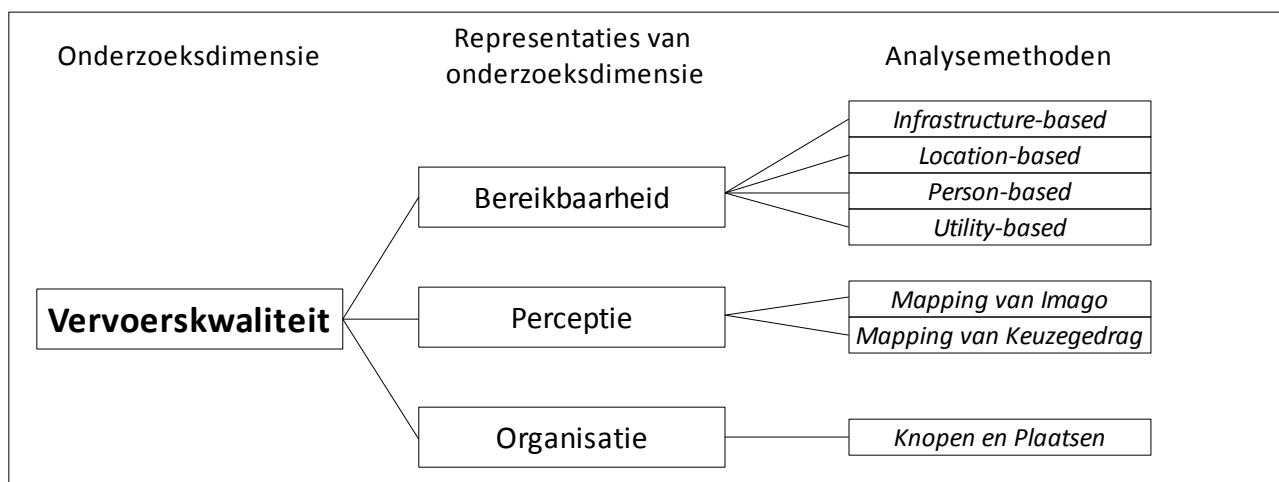 Onderzoeksdimensie
Representaties van
onderzoeksdimensie
Analysemethoden
Vervoerskwaliteit
Bereikbaarheid
Infrastructure-based
Location-based
Person-based
Utility-based
Perceptie
Mapping van Imago
Mapping van Keuzegedrag
Organisatie
Knopen en Plaatsen